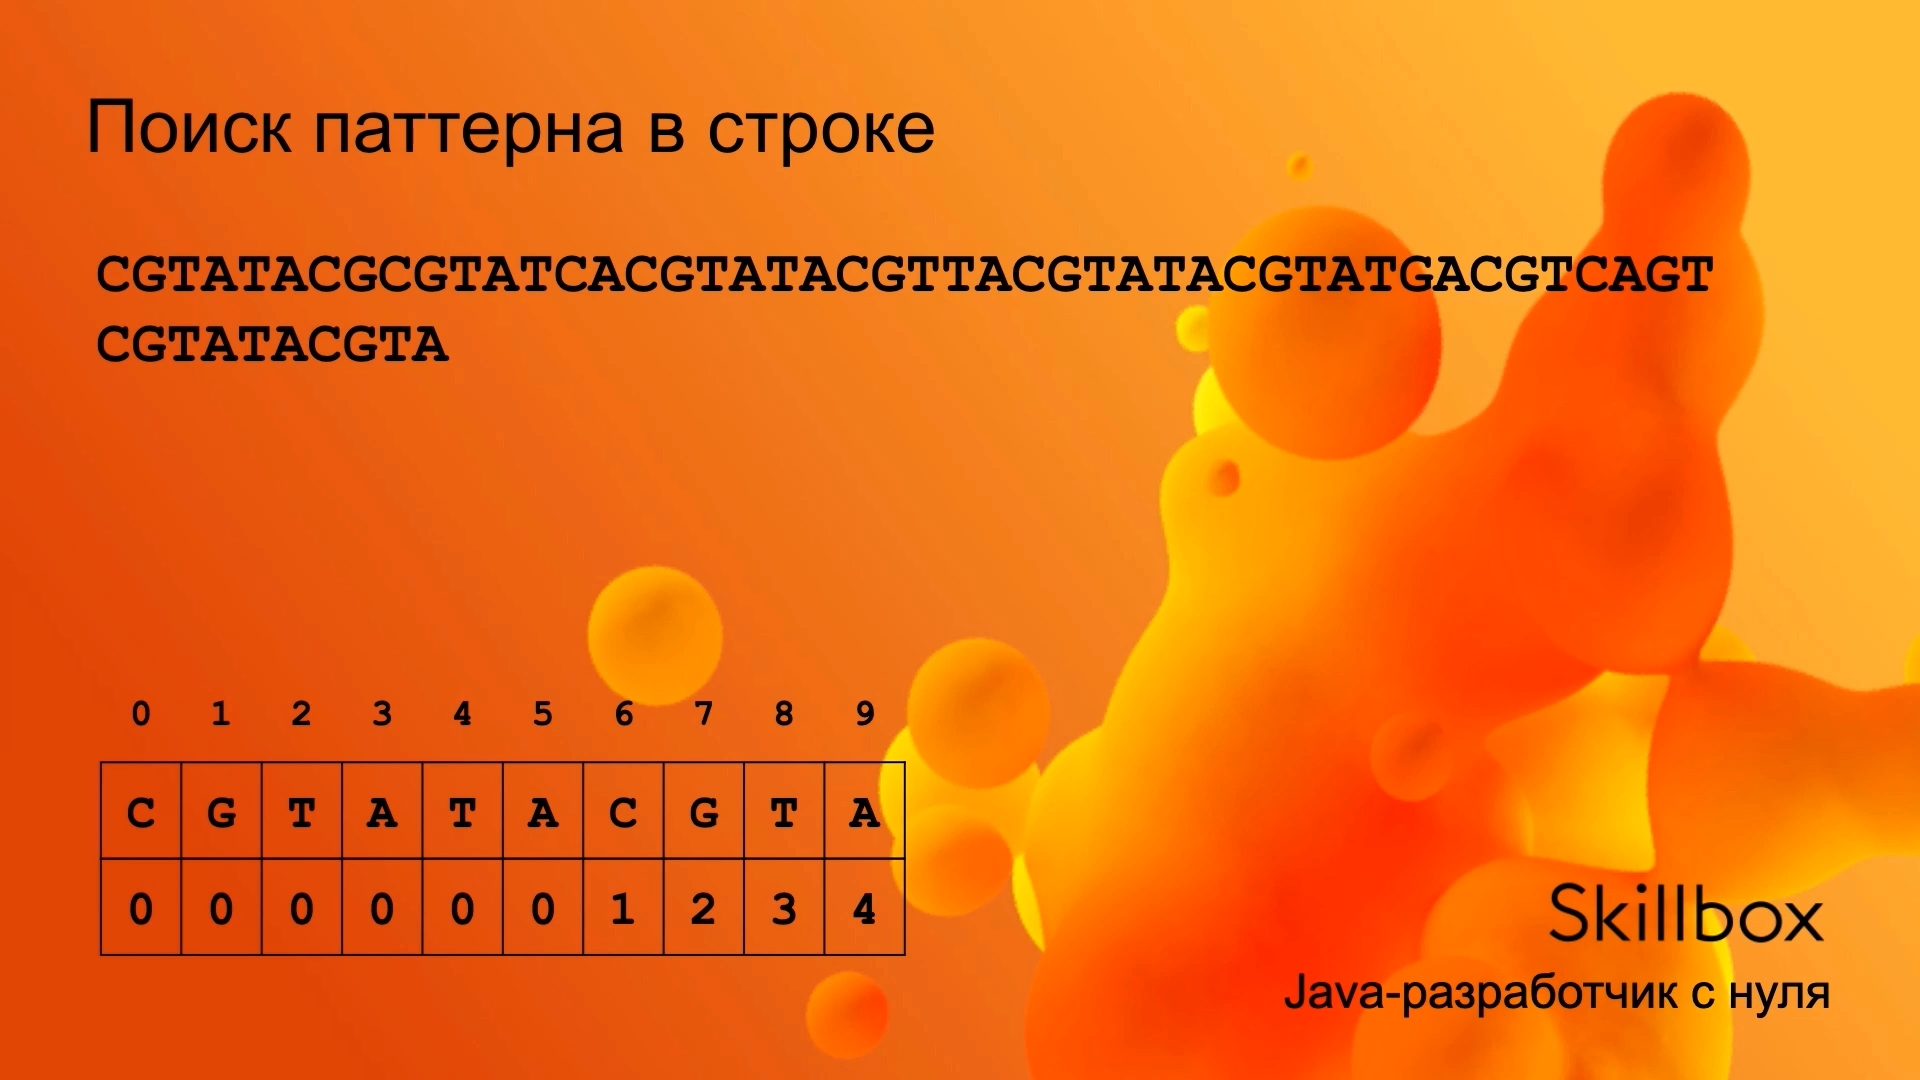 Поиск паттерна в строке
CGTATACGCGTATCACGTATACGTTACGTATACGTATGACGTCAGT
CGTATACGTA
0 1 2 3 4 5 6 7 8 9
C G T A T A C G T A
0 0 0 0 0 0 1 2 3 4
Skillbox
Java-разработчик с нуля